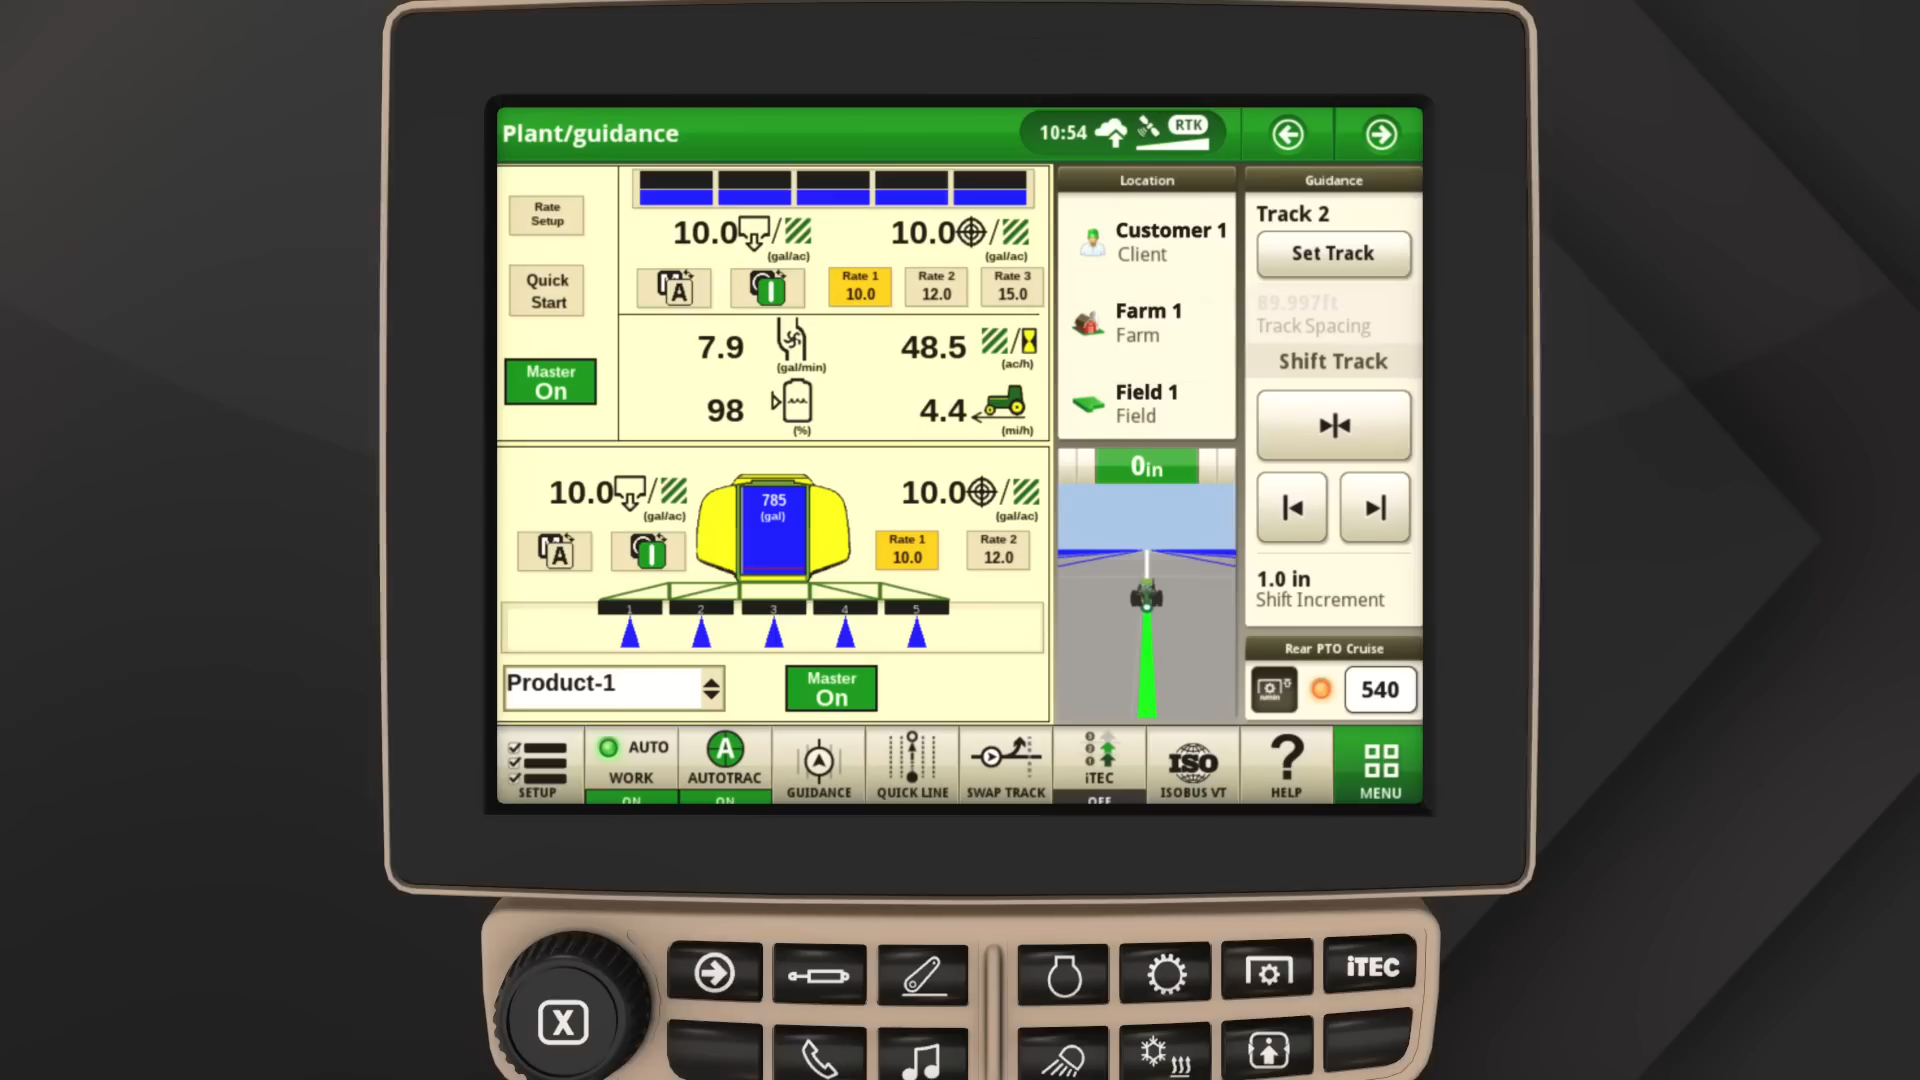 Plant/guidance
10:54
RTK
Rate
Setup
Quick
Start
Master
On
10.0
(gal/ac)
10.0
(gal/ac)
A
Rate 1
10.0
Rate 2
12.0
Rate 3
15.0
7.9
(gal/min)
48.5
(ac/h)
98
(%)
4.4
(mi/h)
10.0
(gal/ac)
785
(gal)
10.0
(gal/ac)
A
Rate 1
10.0
Rate 2
12.0
1 2 3 4 5
Product-1
Master
On
Location
Customer 1
Client
Farm 1
Farm
Field 1
Field
0in
Guidance
Track 2
Set Track
89.997ft
Track Spacing
Shift Track
1.0 in
Shift Increment
Rear PTO Cruise
540
SETUP
AUTO
WORK
ON
A
AUTOTRAC
ON
GUIDANCE
QUICK LINE
SWAP TRACK
iTEC
OFF
ISO
ISOBUS VT
?
HELP
MENU
X
iTEC